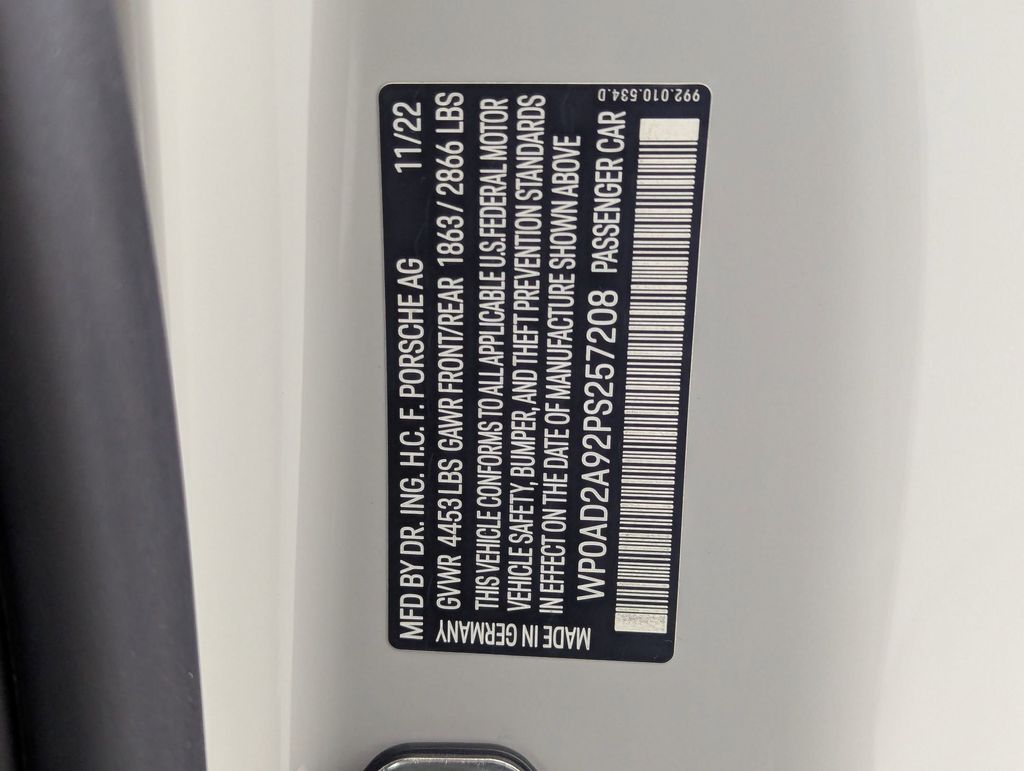 MFD BY DR. ING. H.C. F. PORSCHE AG 11/22
GVWR 4453 LBS GAWR FRONT/REAR 1863 / 2866 LBS
THIS VEHICLE CONFORMS TO ALL APPLICABLE U.S. FEDERAL MOTOR
VEHICLE SAFETY, BUMPER, AND THEFT PREVENTION STANDARDS
IN EFFECT ON THE DATE OF MANUFACTURE SHOWN ABOVE
WP0AD2A92PS257208 PASSENGER CAR
MADE IN GERMANY
992.010.534.D